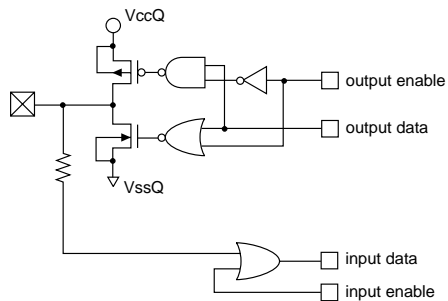 VccQ
output enable
output data
VssQ
input data
input enable